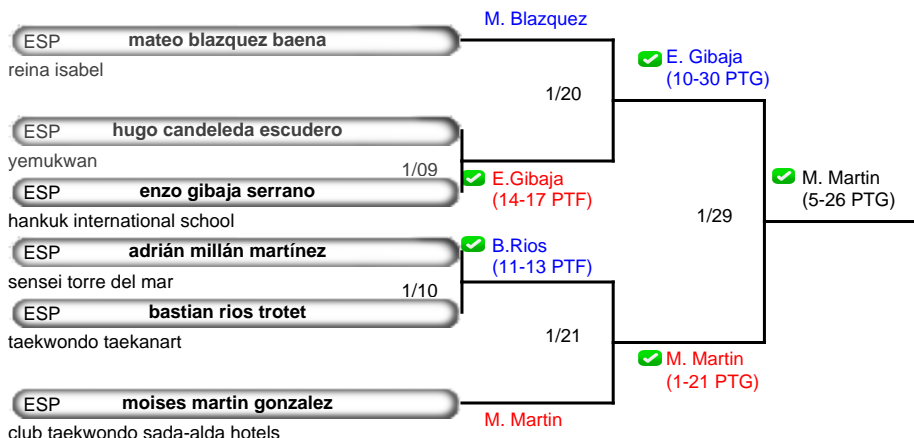 M. Blazquez
ESP mateo blazquez baena
reina isabel
E. Gibaja
(10-30 PTG)
1/20
ESP hugo candeleda escudero
yemukwan
1/09
ESP enzo gibaja serrano
hankuk international school
E.Gibaja
(14-17 PTF)
M. Martin
(5-26 PTG)
1/29
ESP adrián millán martínez
sensei torre del mar
B.Rios
(11-13 PTF)
1/10
ESP bastian rios trotet
taekwondo taekanart
1/21
M. Martin
(1-21 PTG)
ESP moises martin gonzalez
club taekwondo sada-alda hotels
M. Martin